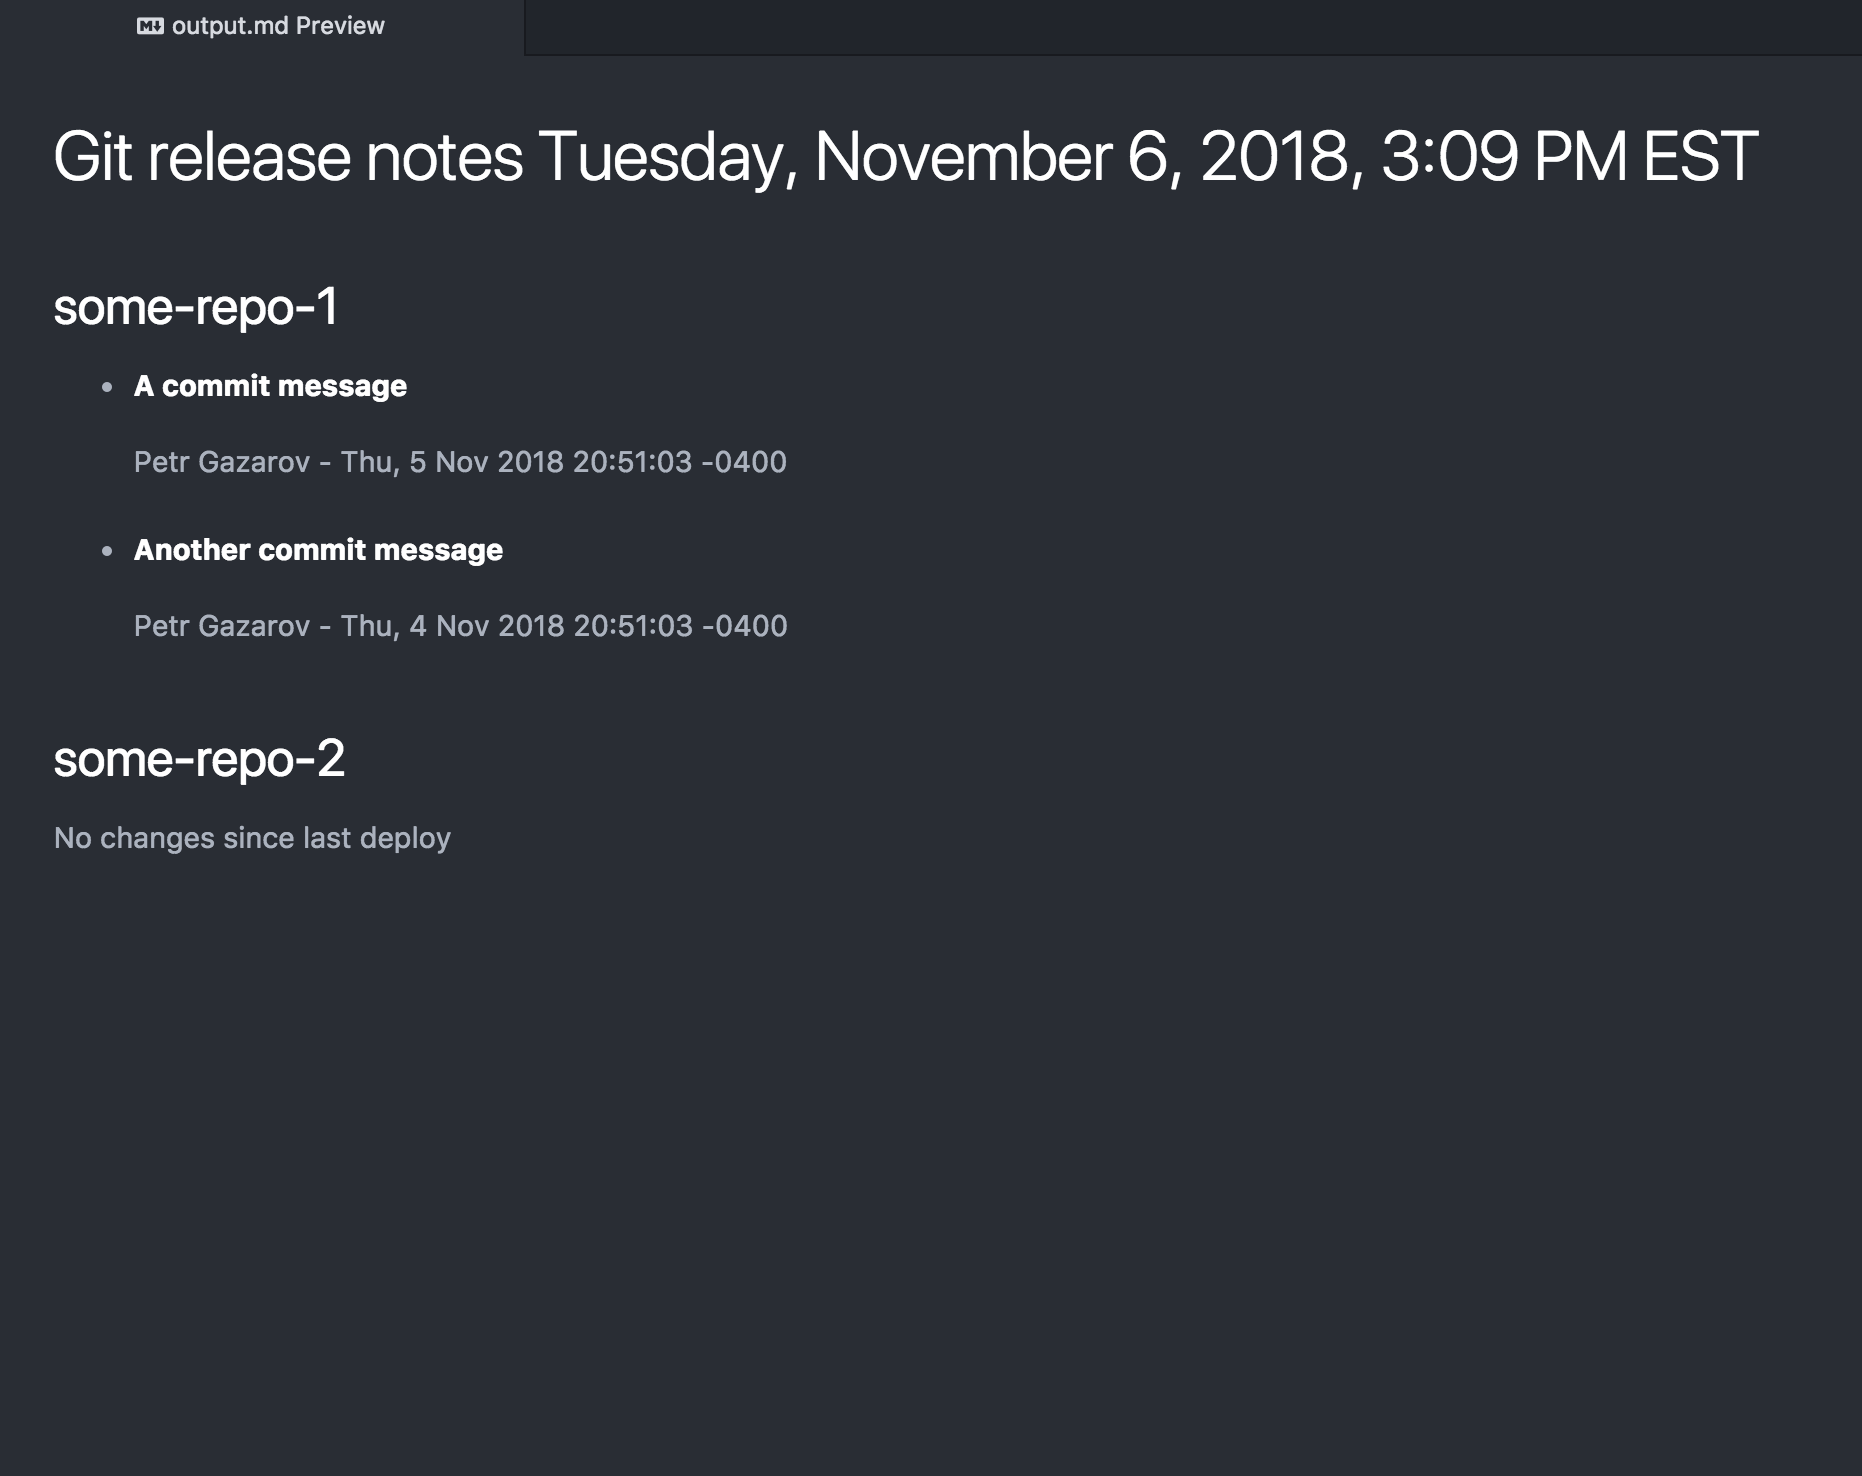 output.md Preview
Git release notes Tuesday, November 6, 2018, 3:09 PM EST
some-repo-1
• A commit message
Petr Gazarov - Thu, 5 Nov 2018 20:51:03 -0400
• Another commit message
Petr Gazarov - Thu, 4 Nov 2018 20:51:03 -0400
some-repo-2
No changes since last deploy